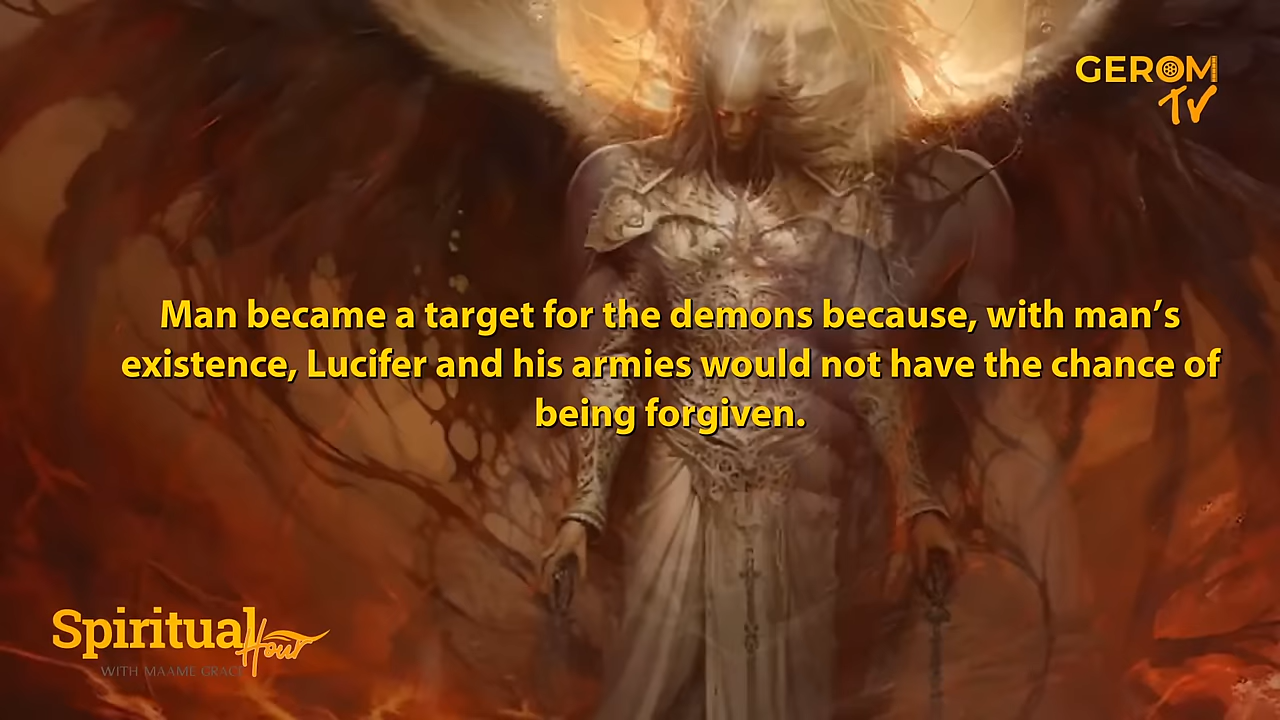 GEROM
TV
Man became a target for the demons because, with man’s
existence, Lucifer and his armies would not have the chance of
being forgiven.
Spiritual
Hour
WITH MAAME GRACE